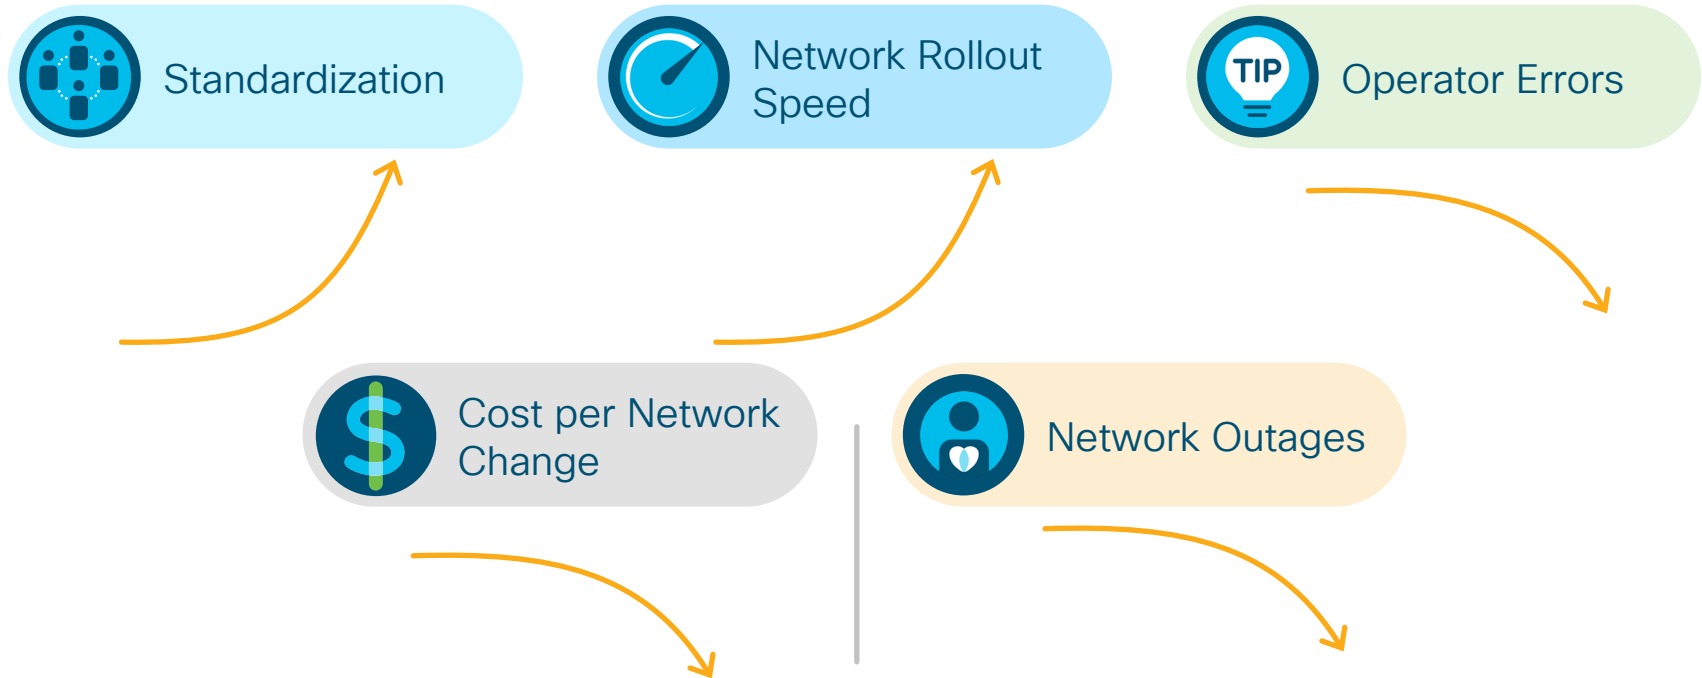 Standardization
Network Rollout
Speed
TIP
Operator Errors
Cost per Network
Change
Network Outages